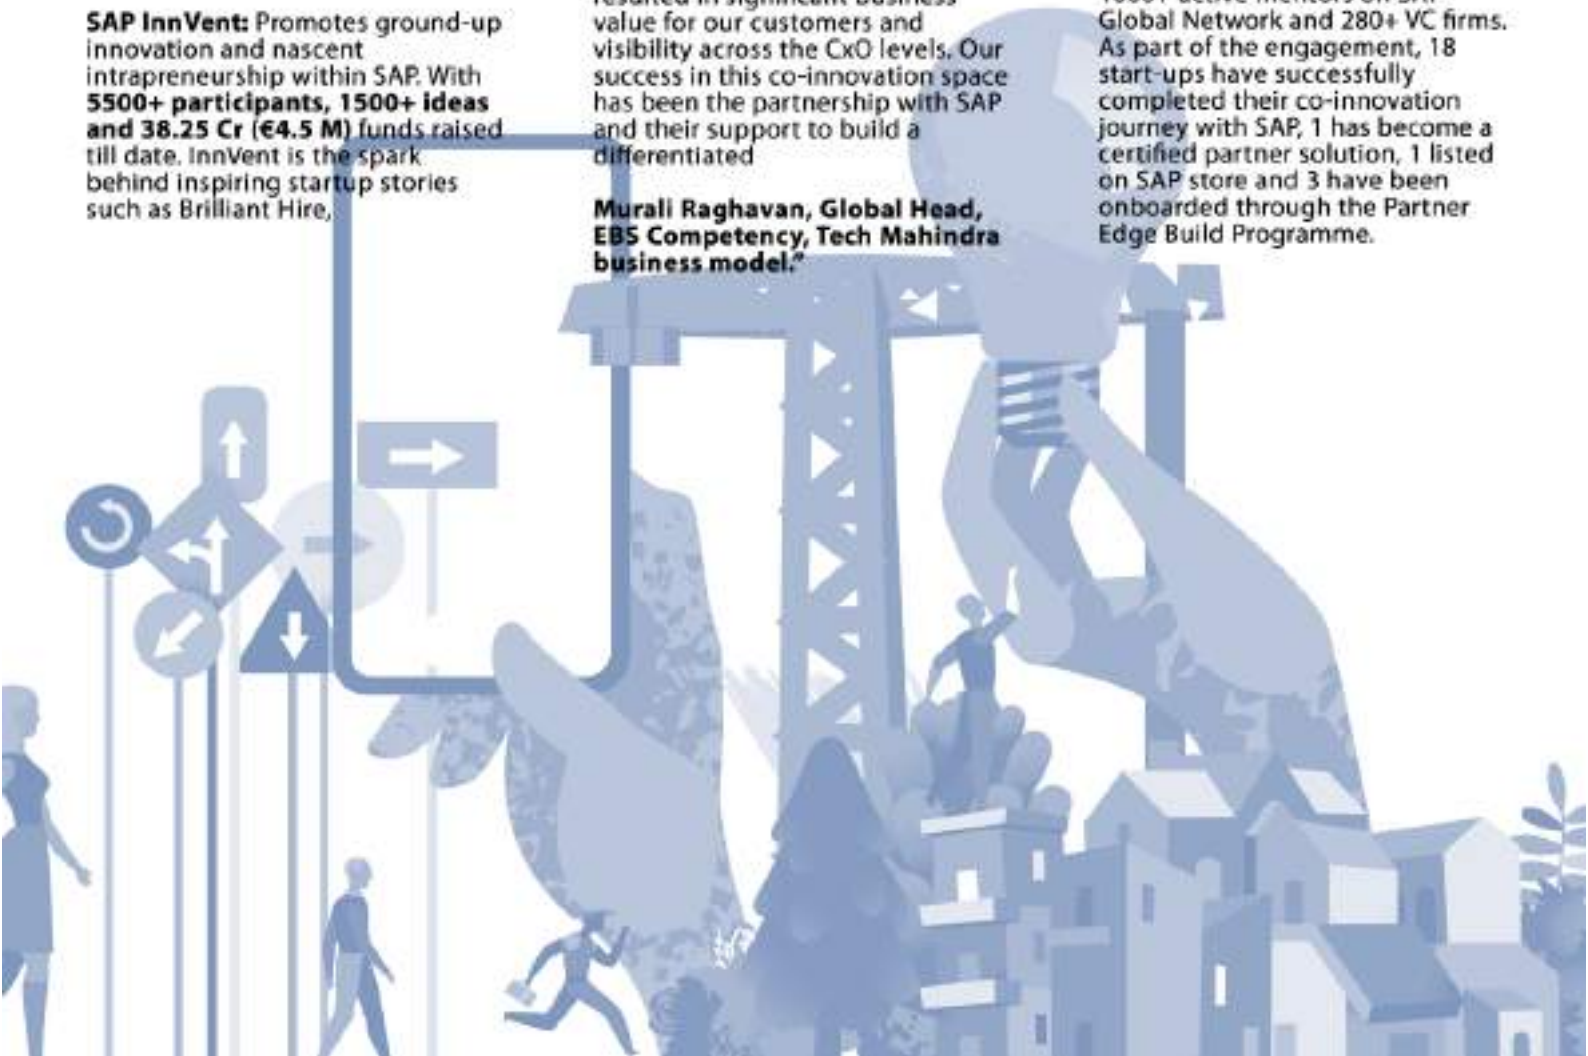 SAP InnVent: Promotes ground-up
innovation and nascent
intrapreneurship within SAP. With
5500+ participants, 1500+ ideas
and 38.25 Cr (€4.5 M) funds raised
till date. InnVent is the spark
behind inspiring startup stories
such as Brilliant Hire,
value for our customers and
visibility across the CxO levels. Our
success in this co-innovation space
has been the partnership with SAP
and their support to build a
differentiated
Murali Raghavan, Global Head,
EBS Competency, Tech Mahindra
business model.”
Global Network and 280+ VC firms.
As part of the engagement, 18
start-ups have successfully
completed their co-innovation
journey with SAP, 1 has become a
certified partner solution, 1 listed
on SAP store and 3 have been
onboarded through the Partner
Edge Build Programme.